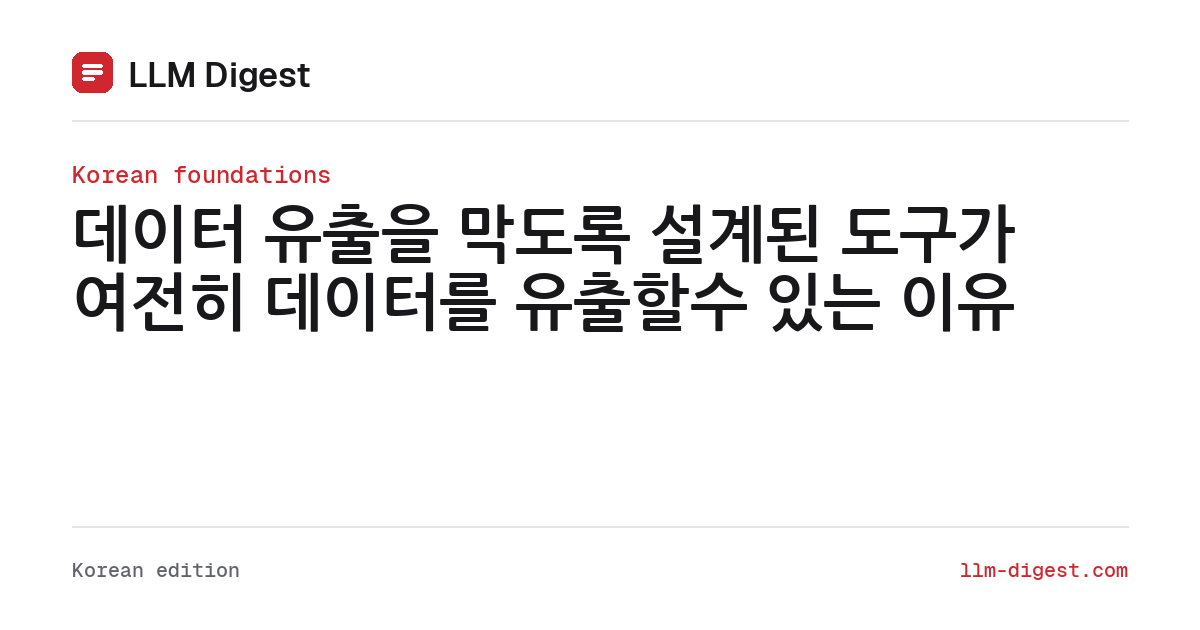 LLM Digest
Korean foundations
데이터 유출을 막도록 설계된 도구가
여전히 데이터를 유출할수 있는 이유
Korean edition
llm-digest.com